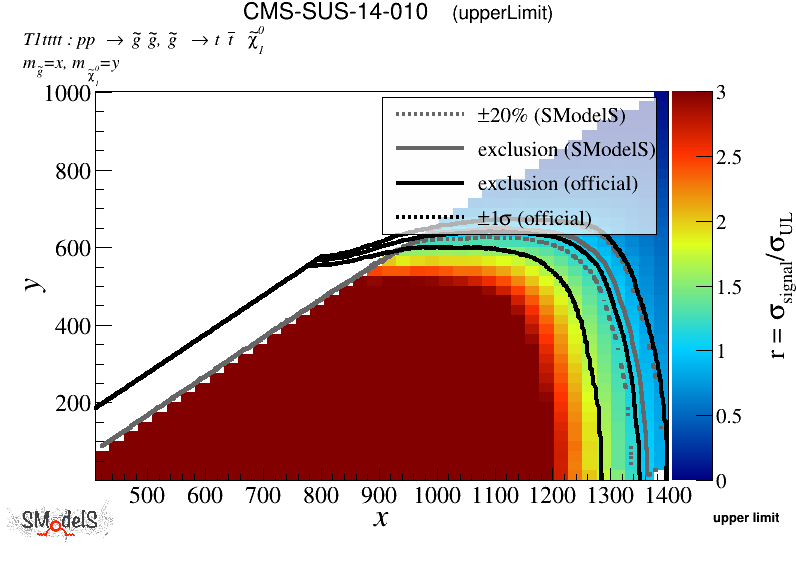 CMS-SUS-14-010 (upperLimit)
T1tttt : pp → g̃ g̃, g̃ → t t̄ χ̃₁⁰
m_g̃=x, m_χ̃₁⁰=y
±20% (SModelS)
exclusion (SModelS)
exclusion (official)
±1σ (official)
1000
800
600
400
200
y
500 600 700 800 900 1000 1100 1200 1300 1400
x
3
2.5
2
1.5
1
0.5
0
r = σ_signal/σ_UL
SModelS
upper limit